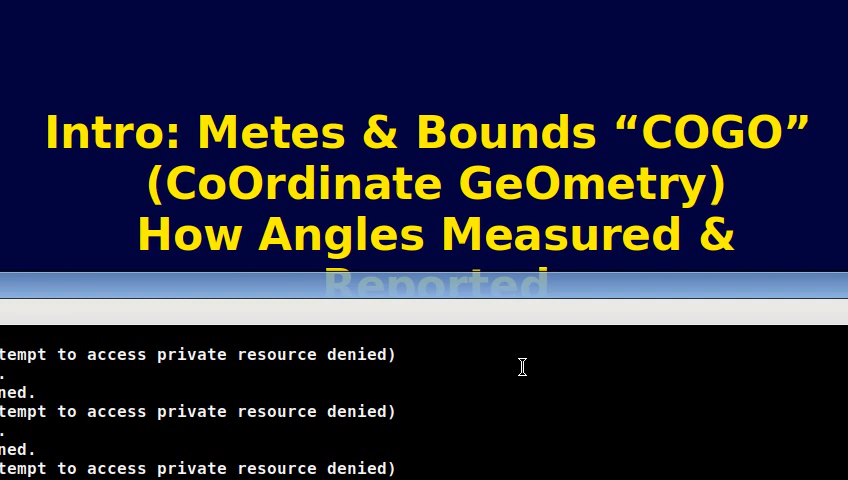 Intro: Metes & Bounds “COGO”
(CoOrdinate GeOmetry)
How Angles Measured &
Reported
tempt to access private resource denied)
.
ned.
tempt to access private resource denied)
.
ned.
tempt to access private resource denied)